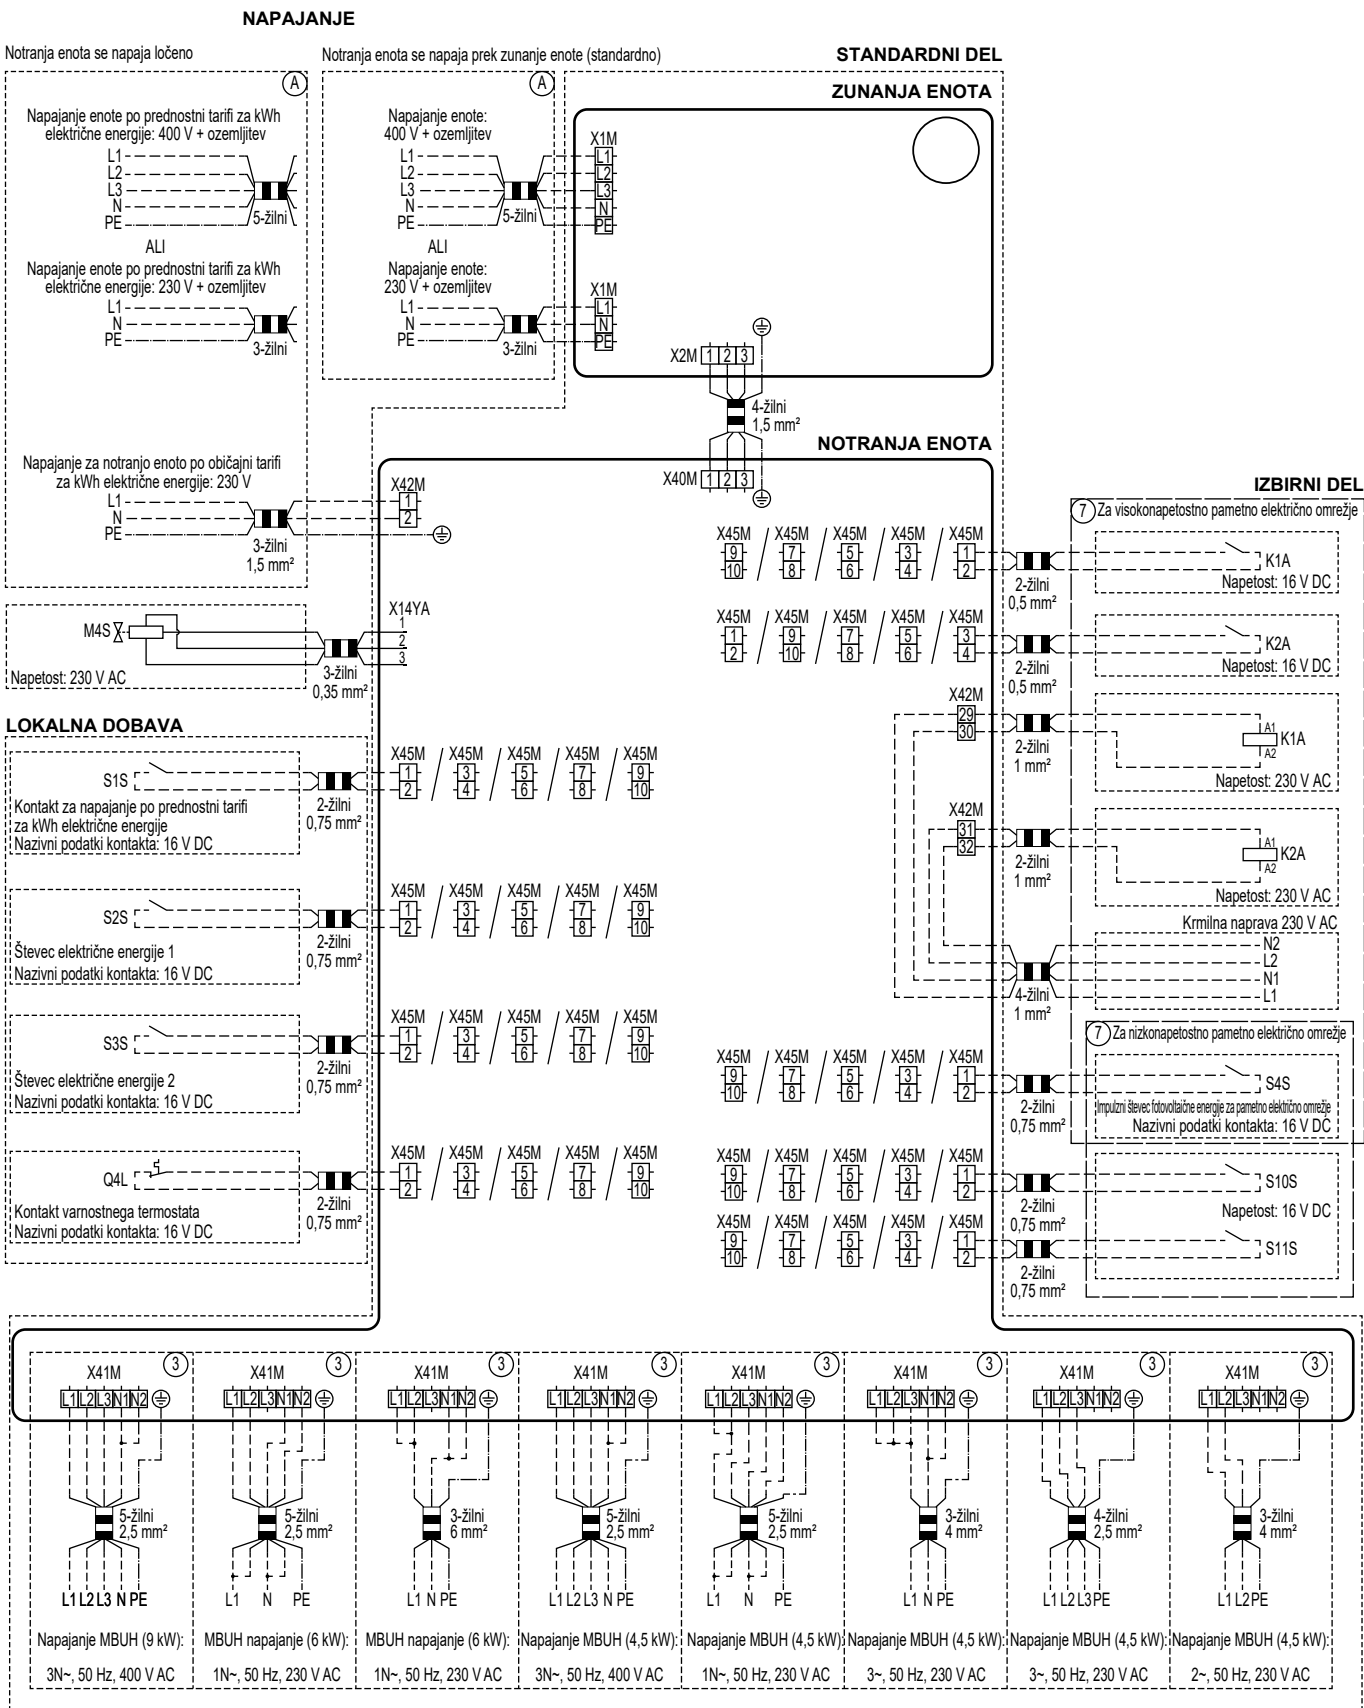 NAPAJANJE
Notranja enota se napaja ločeno
Notranja enota se napaja prek zunanje enote (standardno)
STANDARDNI DEL
A
A
ZUNANJA ENOTA
Napajanje enote po prednostni tarifi za kWh
električne energije: 400 V + ozemljitev
L1
L2
L3
N
PE
5-žilni
ALI
Napajanje enote po prednostni tarifi za kWh
električne energije: 230 V + ozemljitev
L1
N
PE
3-žilni
Napajanje enote:
400 V + ozemljitev
L1
L2
L3
N
PE
5-žilni
ALI
Napajanje enote:
230 V + ozemljitev
L1
N
PE
3-žilni
X1M
L1
L2
L3
N
PE
X1M
L1
N
PE
X2M 1 2 3
4-žilni
1,5 mm²
NOTRANJA ENOTA
X40M 1 2 3
Napajanje za notranjo enoto po običajni tarifi
za kWh električne energije: 230 V
L1
N
PE
3-žilni
1,5 mm²
X42M
1
2
M4S
Napetost: 230 V AC
3-žilni
0,35 mm²
X14YA
1
2
3
LOKALNA DOBAVA
S1S
Kontakt za napajanje po prednostni tarifi
za kWh električne energije
Nazivni podatki kontakta: 16 V DC
2-žilni
0,75 mm²
X45M X45M X45M X45M X45M
1 / 3 / 5 / 7 / 9
2 4 6 8 10
S2S
Števec električne energije 1
Nazivni podatki kontakta: 16 V DC
2-žilni
0,75 mm²
X45M X45M X45M X45M X45M
1 / 3 / 5 / 7 / 9
2 4 6 8 10
S3S
Števec električne energije 2
Nazivni podatki kontakta: 16 V DC
2-žilni
0,75 mm²
X45M X45M X45M X45M X45M
1 / 3 / 5 / 7 / 9
2 4 6 8 10
Q4L
Kontakt varnostnega termostata
Nazivni podatki kontakta: 16 V DC
2-žilni
0,75 mm²
X45M X45M X45M X45M X45M
1 / 3 / 5 / 7 / 9
2 4 6 8 10
IZBIRNI DEL
7 Za visokonapetostno pametno električno omrežje
X45M X45M X45M X45M X45M
9 / 7 / 5 / 3 / 1
10 8 6 4 2
2-žilni
0,5 mm²
K1A
Napetost: 16 V DC
X45M X45M X45M X45M X45M
1 / 9 / 7 / 5 / 3
2 10 8 6 4
2-žilni
0,5 mm²
K2A
Napetost: 16 V DC
X42M
29
30
2-žilni
1 mm²
A1
K1A
A2
Napetost: 230 V AC
X42M
31
32
2-žilni
1 mm²
A1
K2A
A2
Napetost: 230 V AC
Krmilna naprava 230 V AC
N2
L2
N1
L1
4-žilni
1 mm²
7 Za nizkonapetostno pametno električno omrežje
X45M X45M X45M X45M X45M
9 / 7 / 5 / 3 / 1
10 8 6 4 2
2-žilni
0,75 mm²
S4S
Impulzni števec fotovoltaične energije za pametno električno omrežje
Nazivni podatki kontakta: 16 V DC
X45M X45M X45M X45M X45M
9 / 7 / 5 / 3 / 1
10 8 6 4 2
2-žilni
0,75 mm²
S10S
Napetost: 16 V DC
X45M X45M X45M X45M X45M
9 / 7 / 5 / 3 / 1
10 8 6 4 2
2-žilni
0,75 mm²
S11S
X41M 3
L1 L2 L3 N1 N2
5-žilni
2,5 mm²
L1 L2 L3 N PE
Napajanje MBUH (9 kW):
3N~, 50 Hz, 400 V AC
X41M 3
L1 L2 L3 N1 N2
5-žilni
2,5 mm²
L1 N PE
MBUH napajanje (6 kW):
1N~, 50 Hz, 230 V AC
X41M 3
L1 L2 L3 N1 N2
3-žilni
6 mm²
L1 N PE
MBUH napajanje (6 kW):
1N~, 50 Hz, 230 V AC
X41M 3
L1 L2 L3 N1 N2
5-žilni
2,5 mm²
L1 L2 L3 N PE
Napajanje MBUH (4,5 kW):
3N~, 50 Hz, 400 V AC
X41M 3
L1 L2 L3 N1 N2
5-žilni
2,5 mm²
L1 N PE
Napajanje MBUH (4,5 kW):
1N~, 50 Hz, 230 V AC
X41M 3
L1 L2 L3 N1 N2
3-žilni
4 mm²
L1 N PE
Napajanje MBUH (4,5 kW):
3~, 50 Hz, 230 V AC
X41M 3
L1 L2 L3 N1 N2
4-žilni
2,5 mm²
L1 L2 L3 PE
Napajanje MBUH (4,5 kW):
3~, 50 Hz, 230 V AC
X41M 3
L1 L2 L3 N1 N2
3-žilni
4 mm²
L1 L2 PE
Napajanje MBUH (4,5 kW):
2~, 50 Hz, 230 V AC